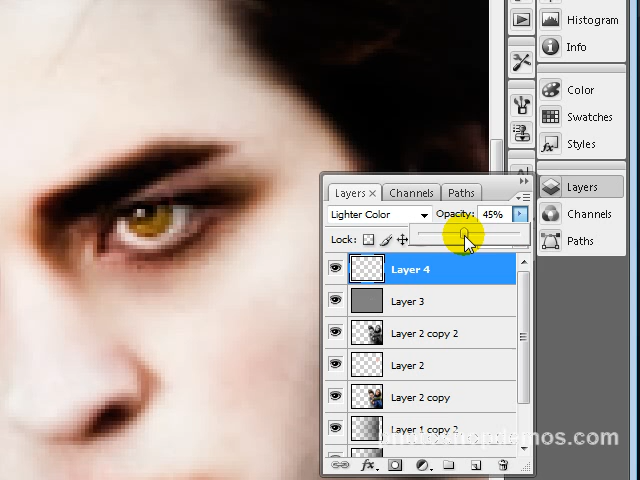 Histogram
Info
Color
Swatches
Styles
Layers
Channels
Paths
Layers × Channels Paths
Lighter Color Opacity: 45%
Lock:
Layer 4
Layer 3
Layer 2 copy 2
Layer 2
Layer 2 copy
Layer 1 copy 2
fx